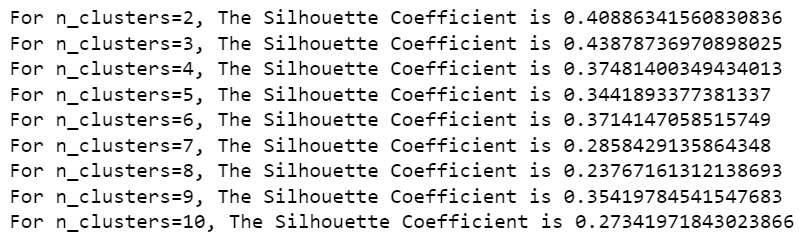 For n_clusters=2, The Silhouette Coefficient is 0.40886341560830836
For n_clusters=3, The Silhouette Coefficient is 0.43878736970898025
For n_clusters=4, The Silhouette Coefficient is 0.37481400349434013
For n_clusters=5, The Silhouette Coefficient is 0.3441893377381337
For n_clusters=6, The Silhouette Coefficient is 0.3714147058515749
For n_clusters=7, The Silhouette Coefficient is 0.2858429135864348
For n_clusters=8, The Silhouette Coefficient is 0.23767161312138693
For n_clusters=9, The Silhouette Coefficient is 0.35419784541547683
For n_clusters=10, The Silhouette Coefficient is 0.27341971843023866